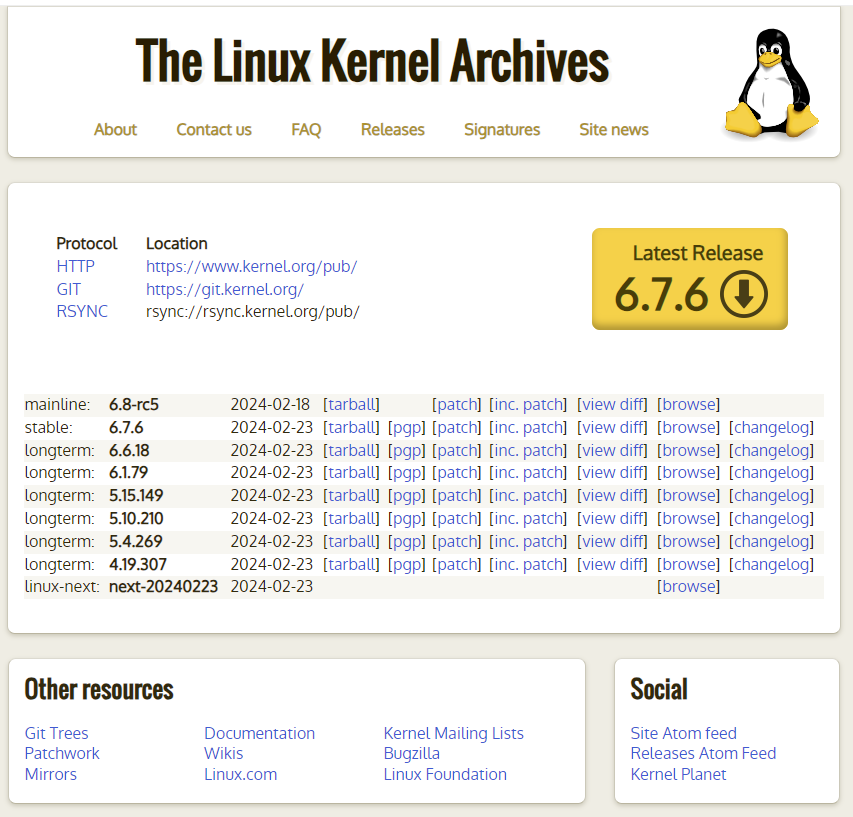 The Linux Kernel Archives
About Contact us FAQ Releases Signatures Site news
Protocol Location
HTTP https://www.kernel.org/pub/
GIT https://git.kernel.org/
RSYNC rsync://rsync.kernel.org/pub/
Latest Release
6.7.6
mainline: 6.8-rc5 2024-02-18 [tarball] [patch] [inc. patch] [view diff] [browse]
stable: 6.7.6 2024-02-23 [tarball] [pgp] [patch] [inc. patch] [view diff] [browse] [changelog]
longterm: 6.6.18 2024-02-23 [tarball] [pgp] [patch] [inc. patch] [view diff] [browse] [changelog]
longterm: 6.1.79 2024-02-23 [tarball] [pgp] [patch] [inc. patch] [view diff] [browse] [changelog]
longterm: 5.15.149 2024-02-23 [tarball] [pgp] [patch] [inc. patch] [view diff] [browse] [changelog]
longterm: 5.10.210 2024-02-23 [tarball] [pgp] [patch] [inc. patch] [view diff] [browse] [changelog]
longterm: 5.4.269 2024-02-23 [tarball] [pgp] [patch] [inc. patch] [view diff] [browse] [changelog]
longterm: 4.19.307 2024-02-23 [tarball] [pgp] [patch] [inc. patch] [view diff] [browse] [changelog]
linux-next: next-20240223 2024-02-23 [browse]
Other resources
Git Trees Documentation Kernel Mailing Lists
Patchwork Wikis Bugzilla
Mirrors Linux.com Linux Foundation
Social
Site Atom feed
Releases Atom Feed
Kernel Planet